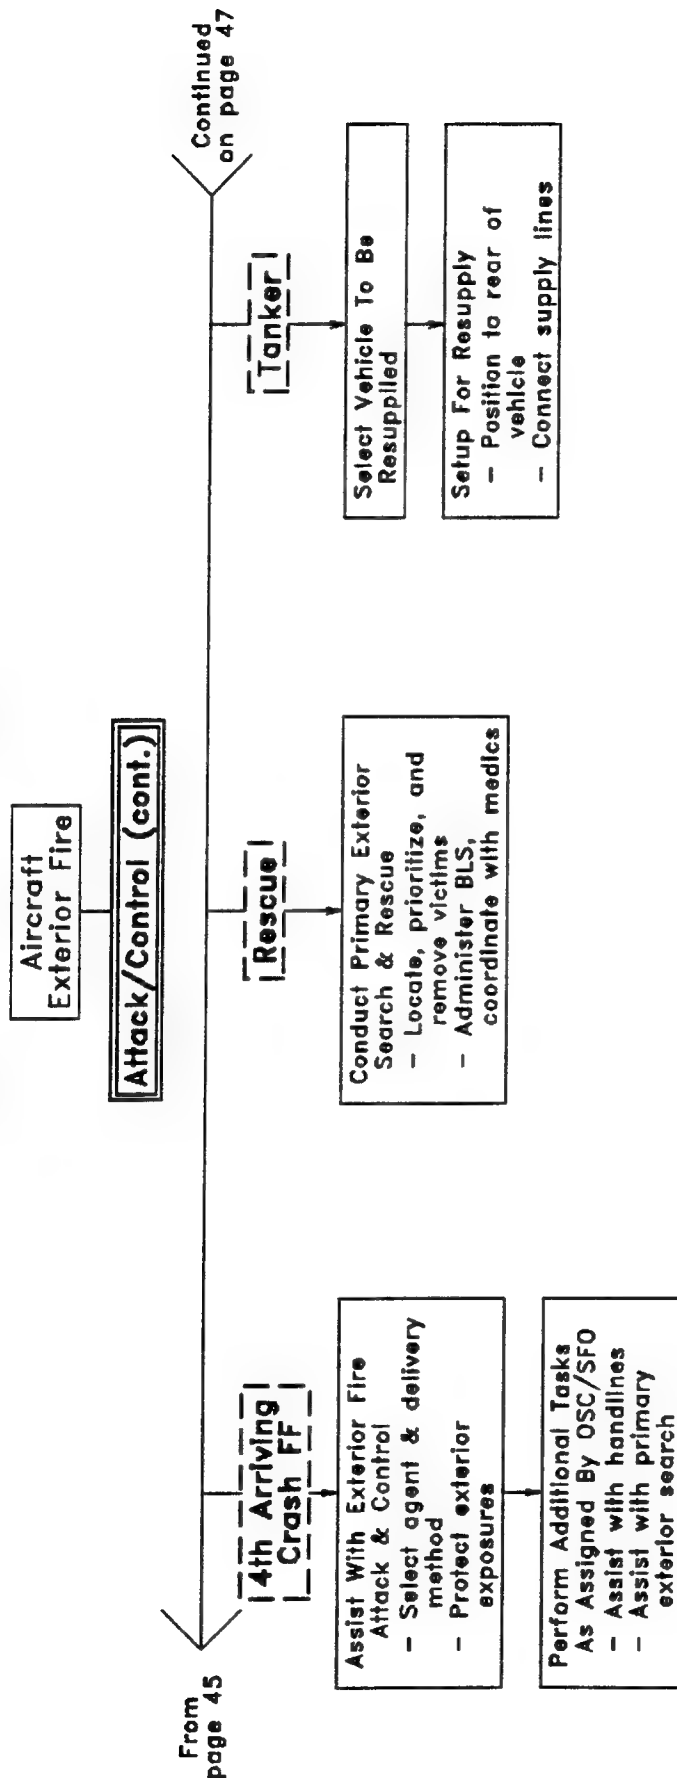 Aircraft
Exterior Fire
Attack/Control (cont.)
From
page 45
Continued
on page 47
4th Arriving
Crash FF
Assist With Exterior Fire
Attack & Control
- Select agent & delivery
method
- Protect exterior
exposures
Perform Additional Tasks
As Assigned By OSC/SFO
- Assist with handlines
- Assist with primary
exterior search
Rescue
Conduct Primary Exterior
Search & Rescue
- Locate, prioritize, and
remove victims
- Administer BLS,
coordinate with medics
Tanker
Select Vehicle To Be
Resupplied
Setup For Resupply
- Position to rear of
vehicle
- Connect supply lines